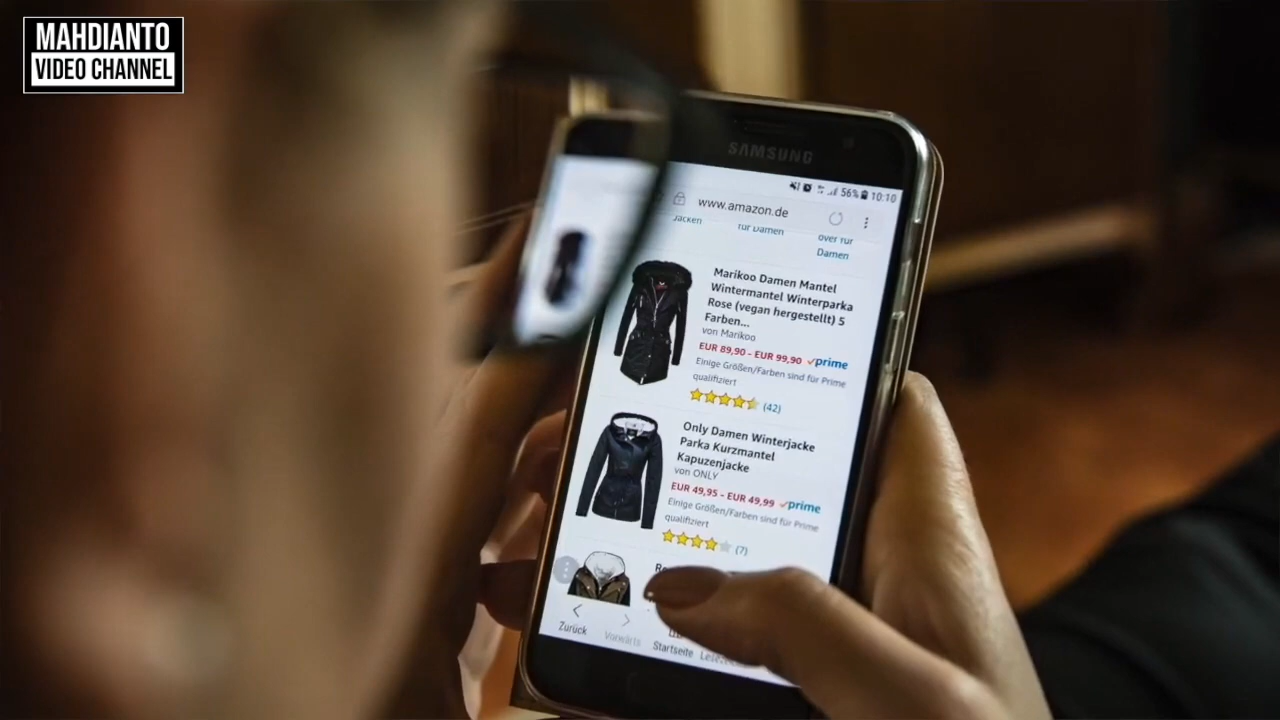 MAHDIANTO
VIDEO CHANNEL
SAMSUNG
56% 10:10
www.amazon.de
Jacken
für Damen
over für
Damen
Marikoo Damen Mantel
Wintermantel Winterparka
Rose (vegan hergestellt) 5
Farben...
von Marikoo
EUR 89,90 - EUR 99,90 prime
Einige Größen/Farben sind für Prime
qualifiziert
(42)
Only Damen Winterjacke
Parka Kurzmantel
Kapuzenjacke
von ONLY
EUR 49,95 - EUR 49,99 prime
Einige Größen/Farben sind für Prime
qualifiziert
(7)
Zurück
Vorwärts
Startseite